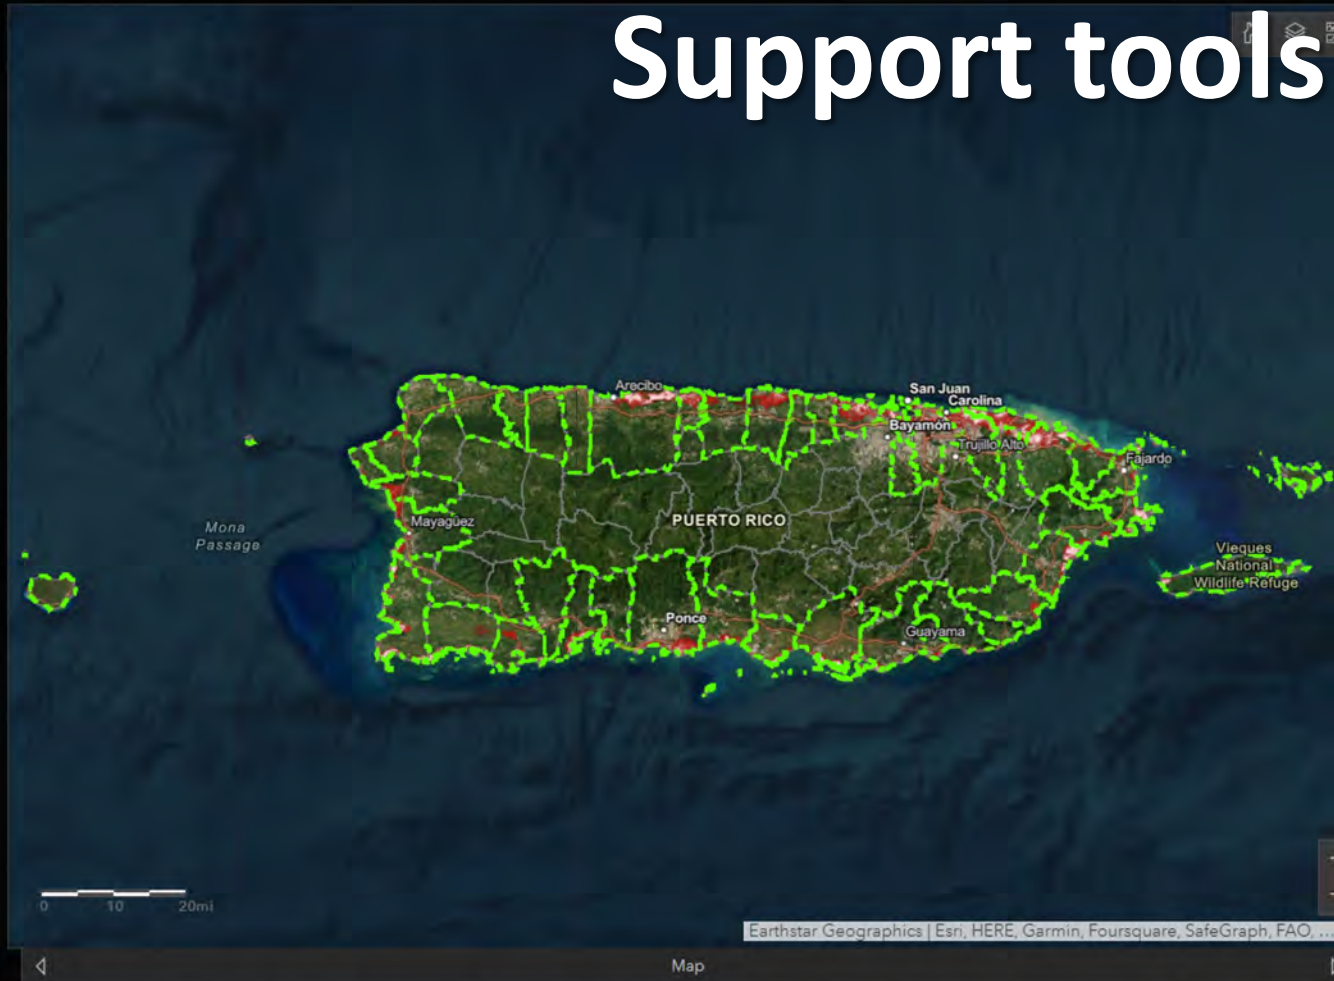 Support tools
Arecibo
San Juan
Carolina
Bayamón
Trujillo Alto
Fajardo
Mayagüez
PUERTO RICO
Mona
Passage
Vieques
National
Wildlife Refuge
Ponce
Guayama
0 10 20mi
Earthstar Geographics | Esri, HERE, Garmin, Foursquare, SafeGraph, FAO, ...
Map